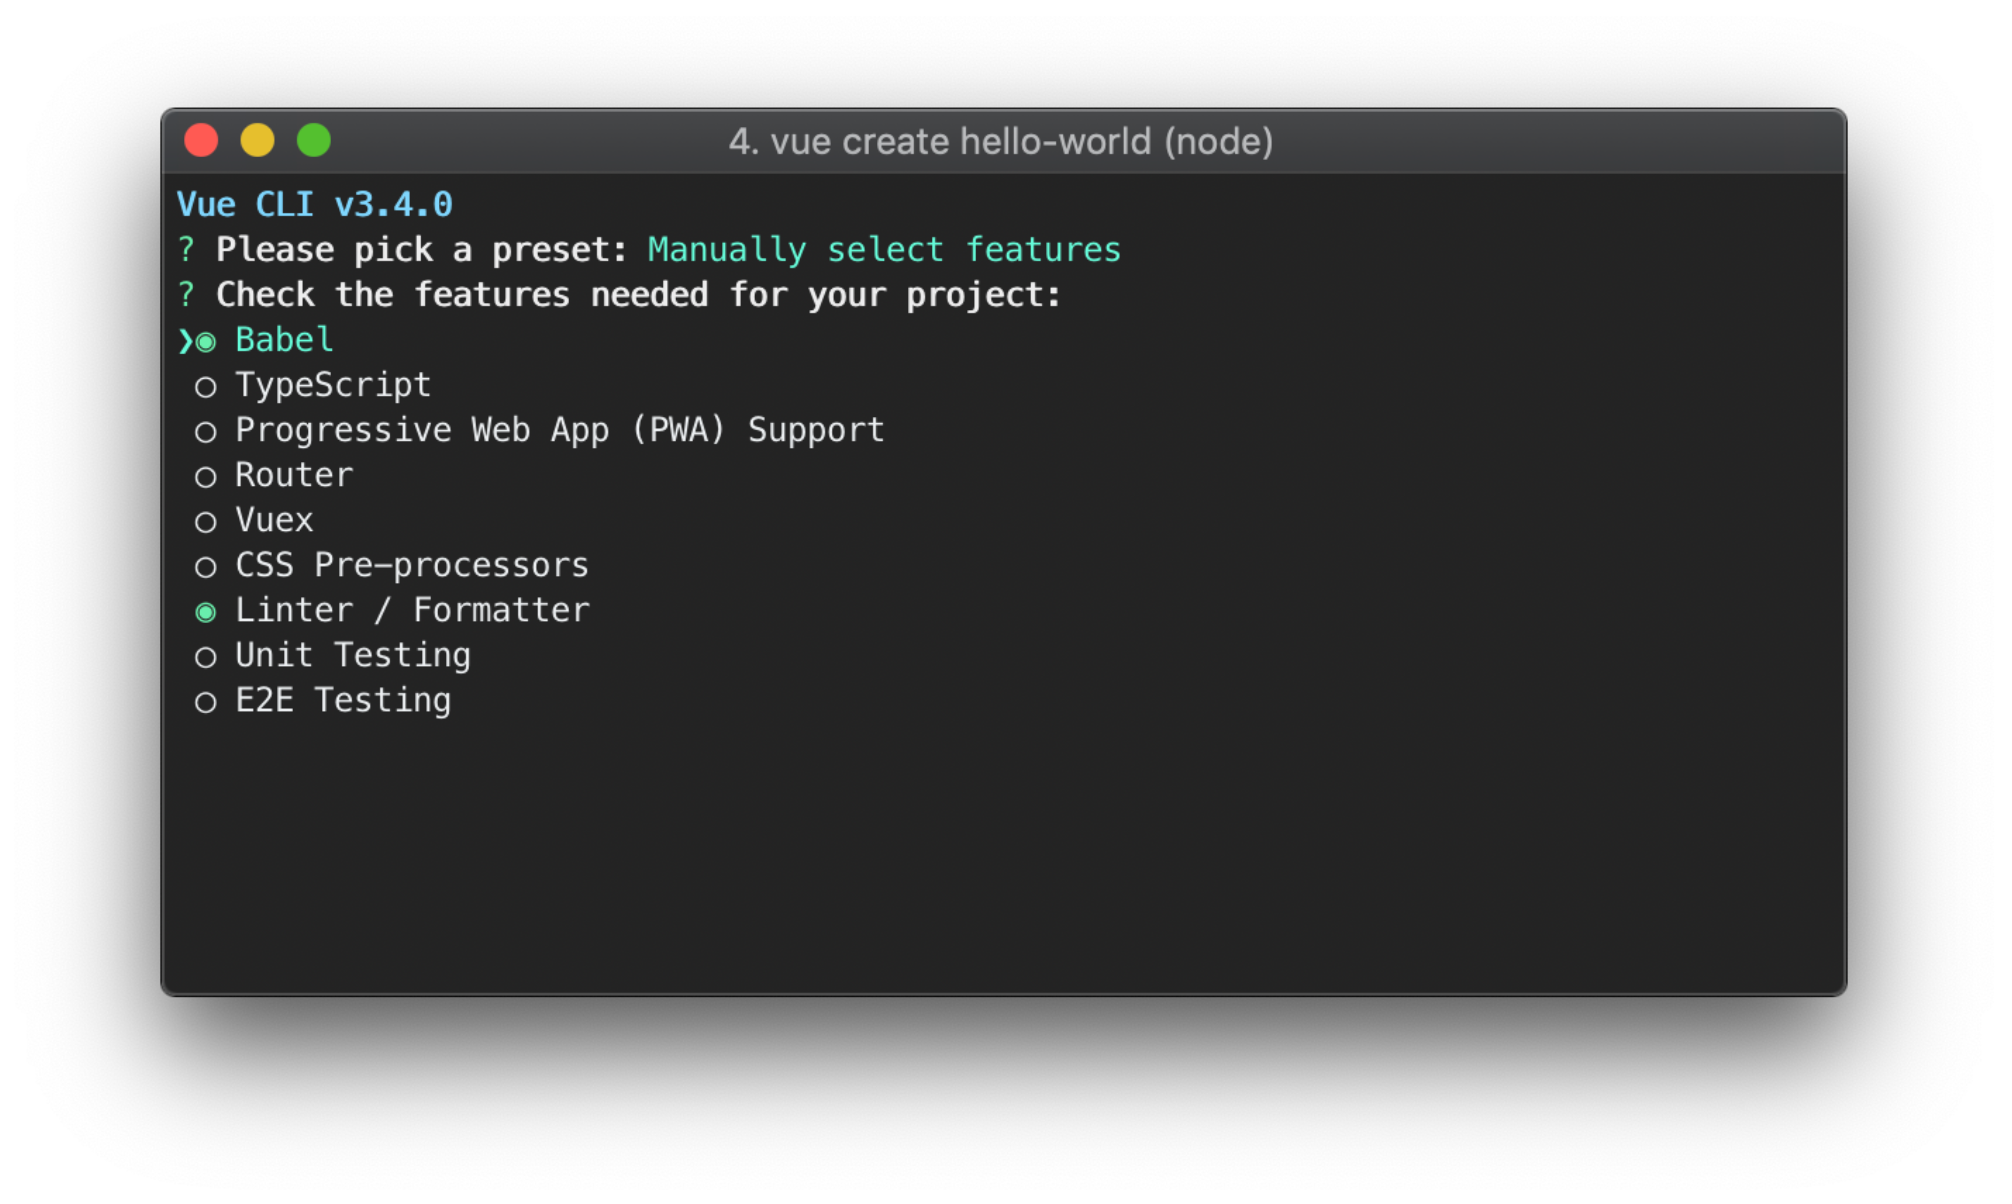 4. vue create hello-world (node)
Vue CLI v3.4.0
? Please pick a preset: Manually select features
? Check the features needed for your project:
❯◉ Babel
◯ TypeScript
◯ Progressive Web App (PWA) Support
◯ Router
◯ Vuex
◯ CSS Pre-processors
◉ Linter / Formatter
◯ Unit Testing
◯ E2E Testing